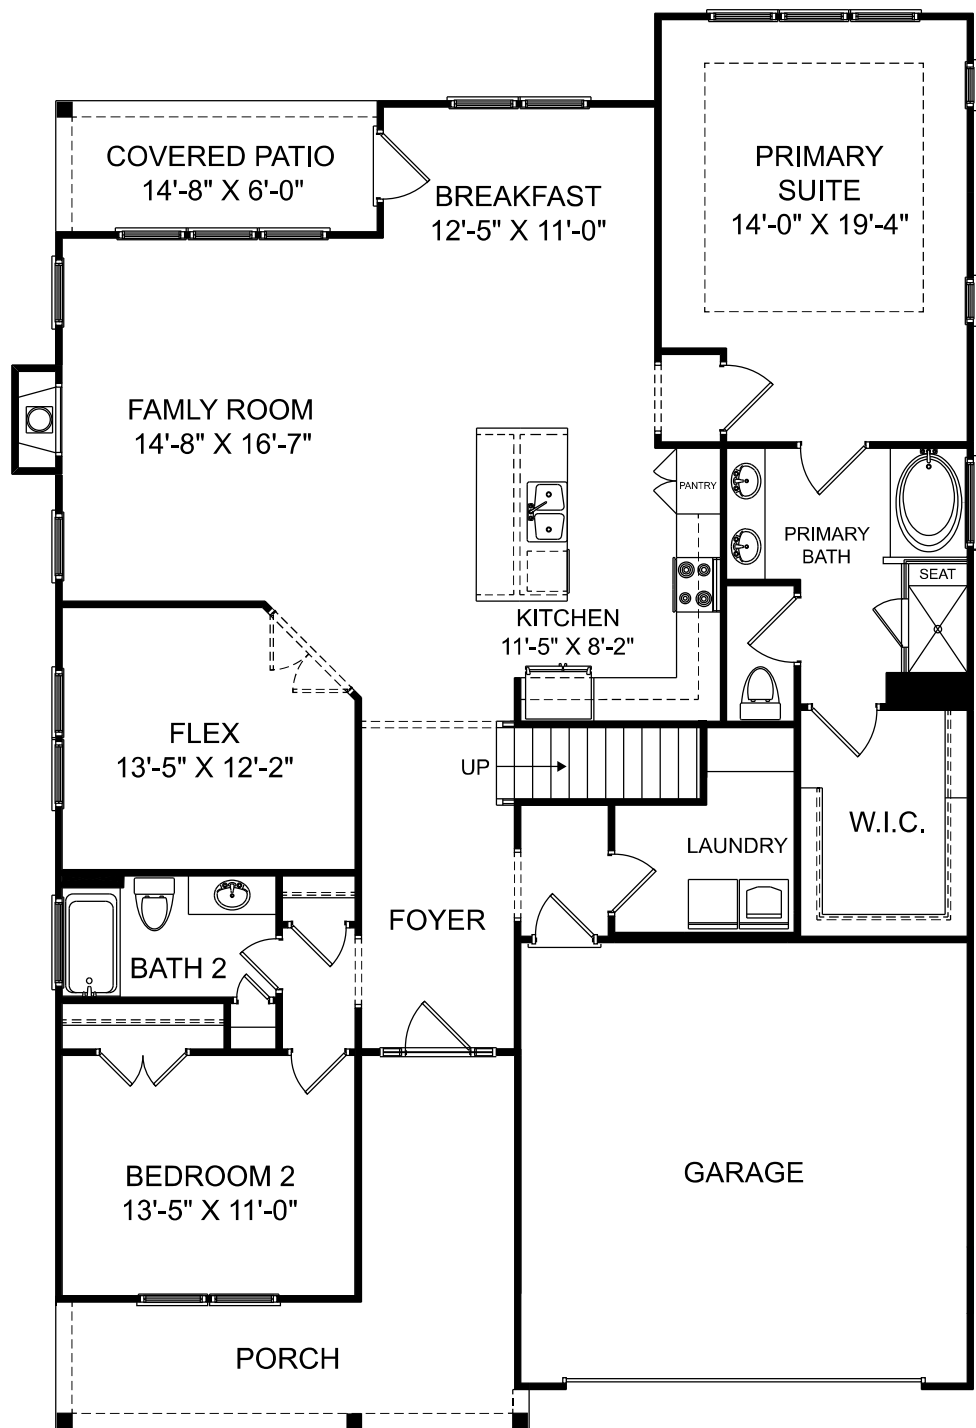 COVERED PATIO
14'-8" X 6'-0"
BREAKFAST
12'-5" X 11'-0"
PRIMARY
SUITE
14'-0" X 19'-4"
FAMLY ROOM
14'-8" X 16'-7"
PANTRY
PRIMARY
BATH
SEAT
KITCHEN
11'-5" X 8'-2"
FLEX
13'-5" X 12'-2"
UP
W.I.C.
LAUNDRY
FOYER
BATH 2
BEDROOM 2
13'-5" X 11'-0"
GARAGE
PORCH